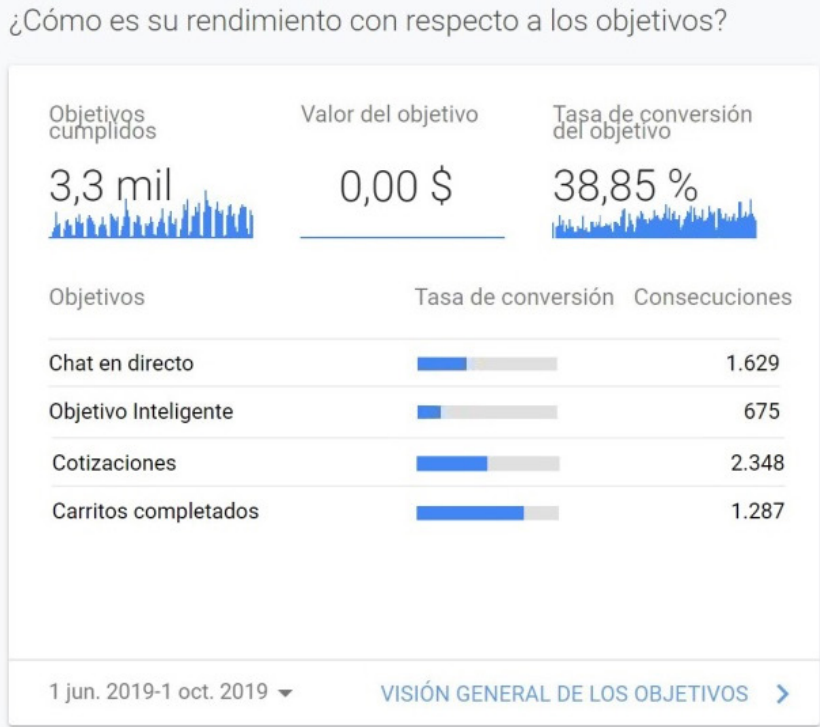 ¿Cómo es su rendimiento con respecto a los objetivos?
Objetivos
cumplidos
Valor del objetivo
Tasa de conversión
del objetivo
3,3 mil
0,00 $
38,85 %
Objetivos Tasa de conversión Consecuciones
Chat en directo 1.629
Objetivo Inteligente 675
Cotizaciones 2.348
Carritos completados 1.287
1 jun. 2019-1 oct. 2019 VISIÓN GENERAL DE LOS OBJETIVOS